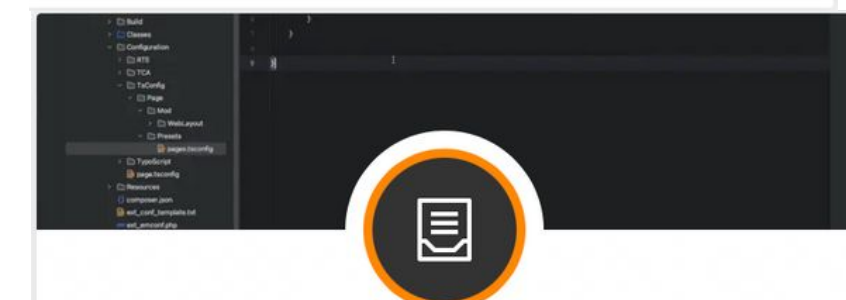 Build
Classes
Configuration
RTE
TCA
TsConfig
Page
Mod
WebLayout
Presets
pages.tsconfig
TypoScript
page.tsconfig
Resources
composer.json
ext_conf_template.txt
ext_emconf.php
}
}
}